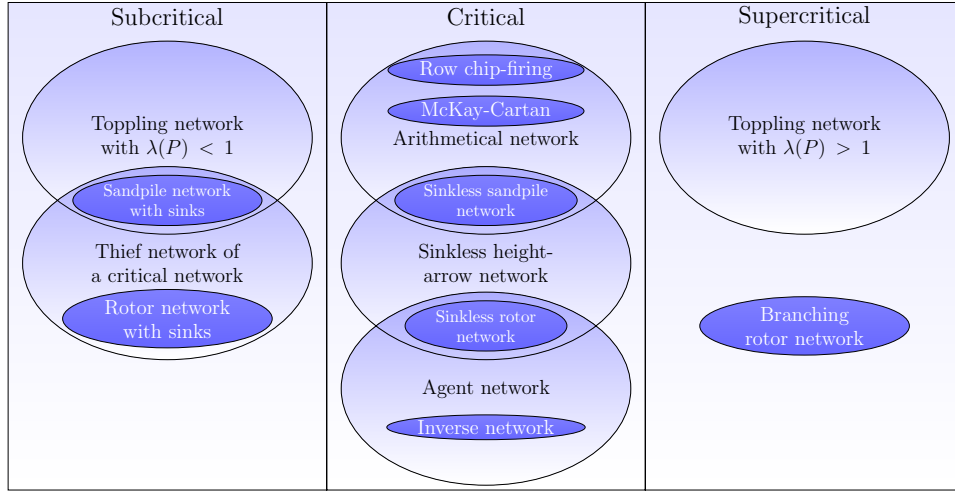 Subcritical
Toppling network
with λ(P) < 1
Sandpile network
with sinks
Thief network of
a critical network
Rotor network
with sinks
Critical
Row chip-firing
McKay-Cartan
Arithmetical network
Sinkless sandpile
network
Sinkless height-
arrow network
Sinkless rotor
network
Agent network
Inverse network
Supercritical
Toppling network
with λ(P) > 1
Branching
rotor network